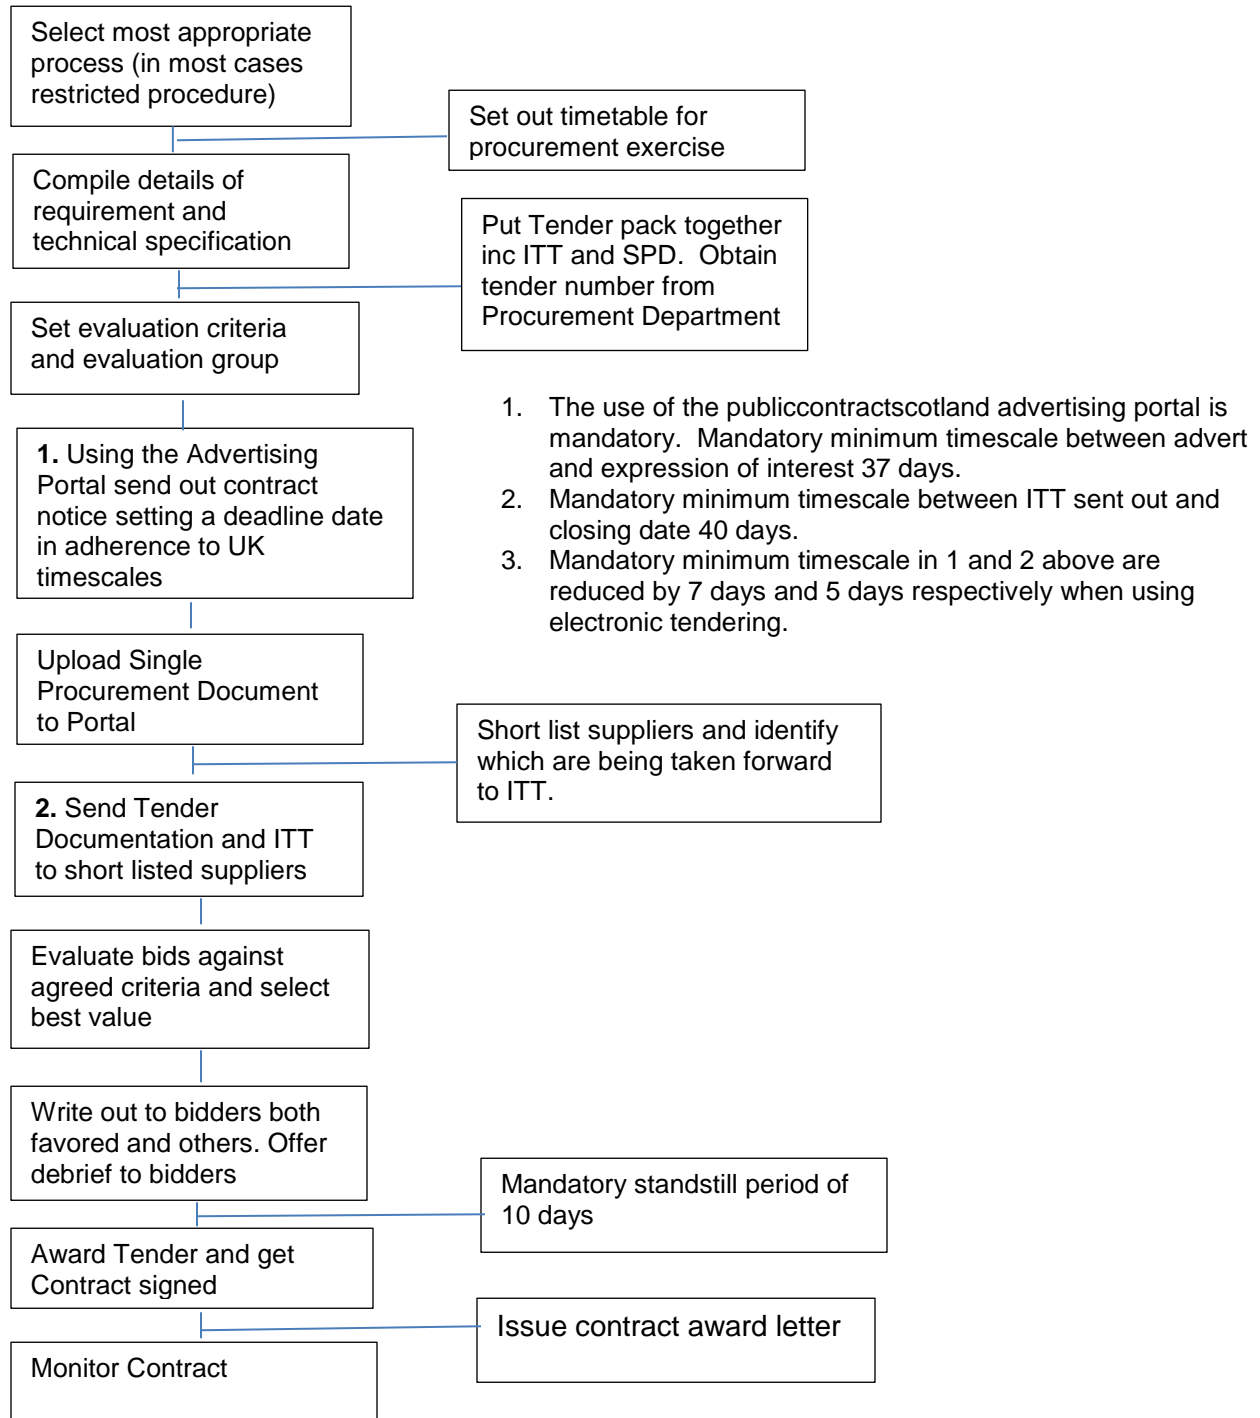 Select most appropriate
process (in most cases
restricted procedure)
Set out timetable for
procurement exercise
Compile details of
requirement and
technical specification
Put Tender pack together
inc ITT and SPD.  Obtain
tender number from
Procurement Department
Set evaluation criteria
and evaluation group
1. The use of the publiccontractscotland advertising portal is
mandatory.  Mandatory minimum timescale between advert
and expression of interest 37 days.
2. Mandatory minimum timescale between ITT sent out and
closing date 40 days.
3. Mandatory minimum timescale in 1 and 2 above are
reduced by 7 days and 5 days respectively when using
electronic tendering.
1. Using the Advertising
Portal send out contract
notice setting a deadline date
in adherence to UK
timescales
Upload Single
Procurement Document
to Portal
Short list suppliers and identify
which are being taken forward
to ITT.
2. Send Tender
Documentation and ITT
to short listed suppliers
Evaluate bids against
agreed criteria and select
best value
Write out to bidders both
favored and others. Offer
debrief to bidders
Mandatory standstill period of
10 days
Award Tender and get
Contract signed
Issue contract award letter
Monitor Contract